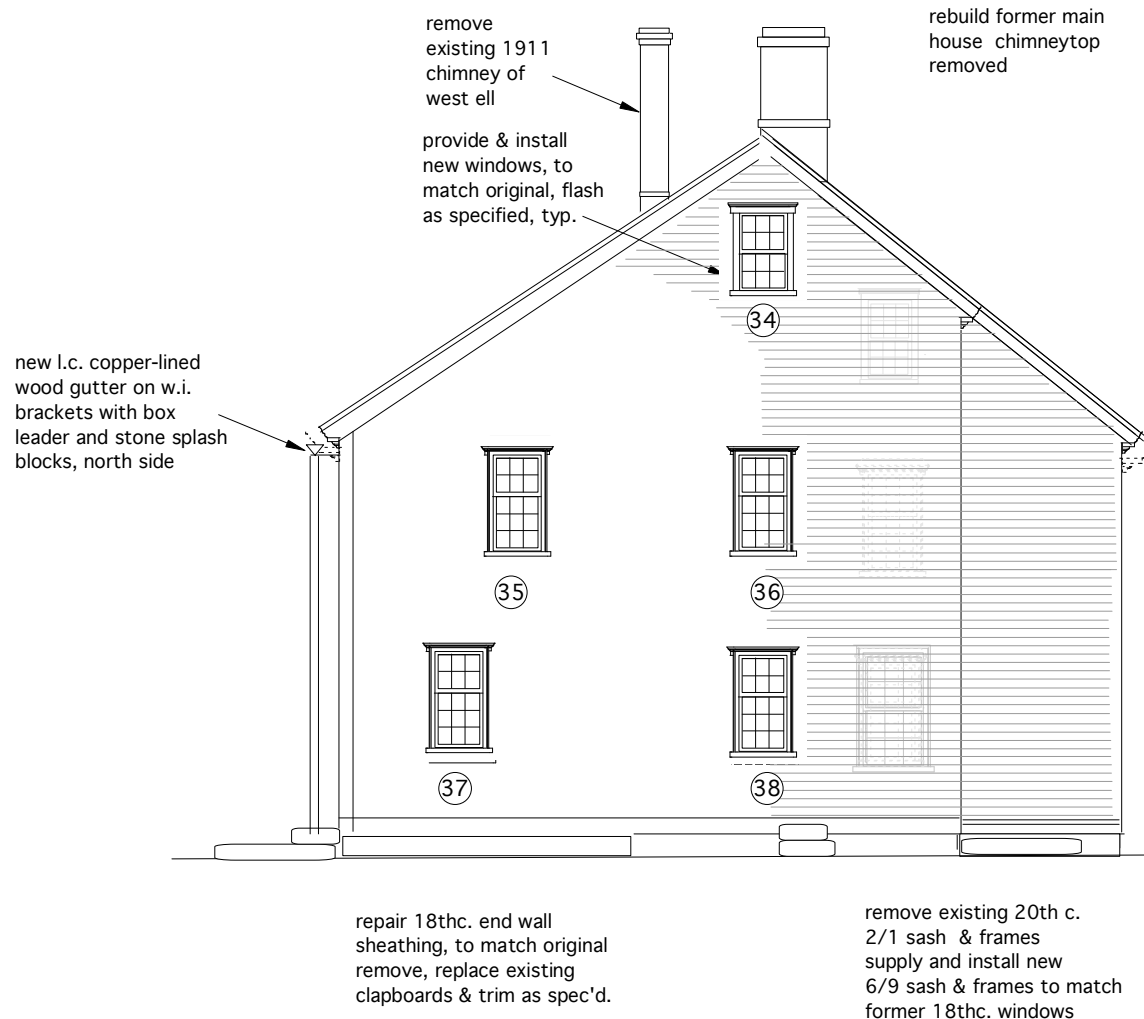 remove
existing 1911
chimney of
west ell
rebuild former main
house chimneytop
removed
provide & install
new windows, to
match original, flash
as specified, typ.
34
new l.c. copper-lined
wood gutter on w.i.
brackets with box
leader and stone splash
blocks, north side
35
36
37
38
repair 18thc. end wall
sheathing, to match original
remove, replace existing
clapboards & trim as spec'd.
remove existing 20th c.
2/1 sash & frames
supply and install new
6/9 sash & frames to match
former 18thc. windows